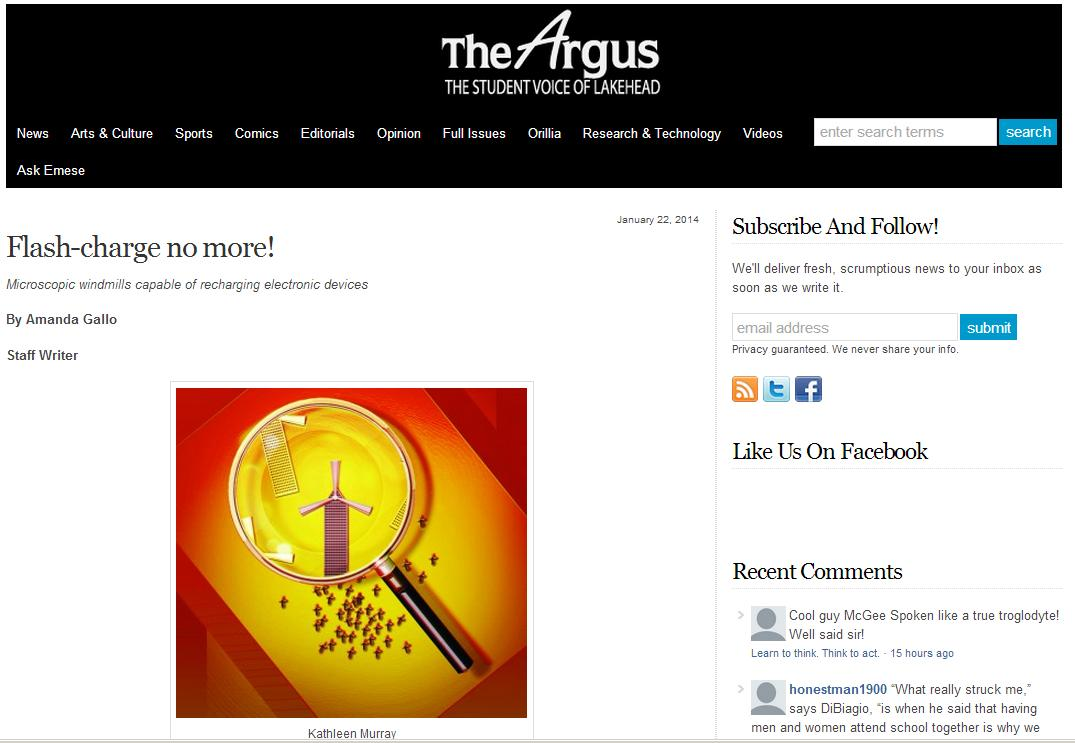 The Argus
THE STUDENT VOICE OF LAKEHEAD
News Arts & Culture Sports Comics Editorials Opinion Full Issues Orillia Research & Technology Videos
enter search terms search
Ask Emese
January 22, 2014
Flash-charge no more!
Microscopic windmills capable of recharging electronic devices
By Amanda Gallo
Staff Writer
Kathleen Murray
Subscribe And Follow!
We'll deliver fresh, scrumptious news to your inbox as
soon as we write it.
email address submit
Privacy guaranteed. We never share your info.
Like Us On Facebook
Recent Comments
Cool guy McGee Spoken like a true troglodyte!
Well said sir!
Learn to think. Think to act. · 15 hours ago
honestman1900 “What really struck me,”
says DiBiagio, “is when he said that having
men and women attend school together is why we